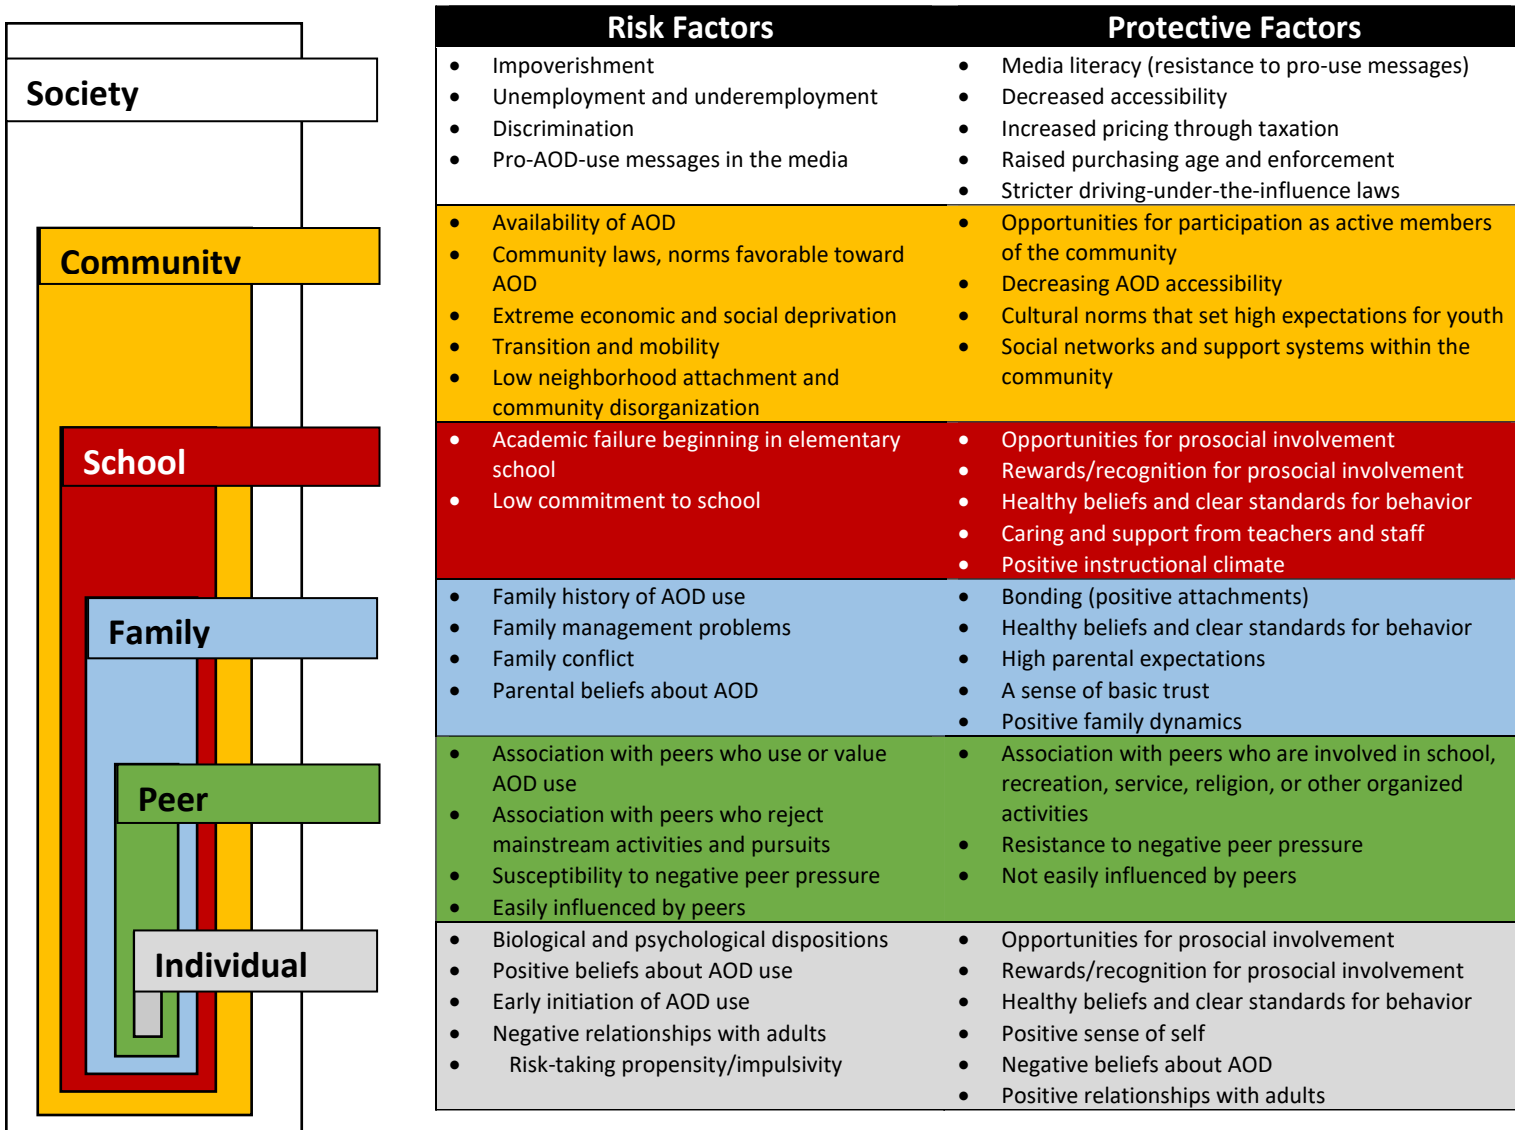 Risk Factors
Protective Factors
Society
• Impoverishment
• Unemployment and underemployment
• Discrimination
• Pro-AOD-use messages in the media
• Media literacy (resistance to pro-use messages)
• Decreased accessibility
• Increased pricing through taxation
• Raised purchasing age and enforcement
• Stricter driving-under-the-influence laws
Community
• Availability of AOD
• Community laws, norms favorable toward
AOD
• Extreme economic and social deprivation
• Transition and mobility
• Low neighborhood attachment and
community disorganization
• Opportunities for participation as active members
of the community
• Decreasing AOD accessibility
• Cultural norms that set high expectations for youth
• Social networks and support systems within the
community
School
• Academic failure beginning in elementary
school
• Low commitment to school
• Opportunities for prosocial involvement
• Rewards/recognition for prosocial involvement
• Healthy beliefs and clear standards for behavior
• Caring and support from teachers and staff
• Positive instructional climate
Family
• Family history of AOD use
• Family management problems
• Family conflict
• Parental beliefs about AOD
• Bonding (positive attachments)
• Healthy beliefs and clear standards for behavior
• High parental expectations
• A sense of basic trust
• Positive family dynamics
Peer
• Association with peers who use or value
AOD use
• Association with peers who reject
mainstream activities and pursuits
• Susceptibility to negative peer pressure
• Easily influenced by peers
• Association with peers who are involved in school,
recreation, service, religion, or other organized
activities
• Resistance to negative peer pressure
• Not easily influenced by peers
Individual
• Biological and psychological dispositions
• Positive beliefs about AOD use
• Early initiation of AOD use
• Negative relationships with adults
• Risk-taking propensity/impulsivity
• Opportunities for prosocial involvement
• Rewards/recognition for prosocial involvement
• Healthy beliefs and clear standards for behavior
• Positive sense of self
• Negative beliefs about AOD
• Positive relationships with adults